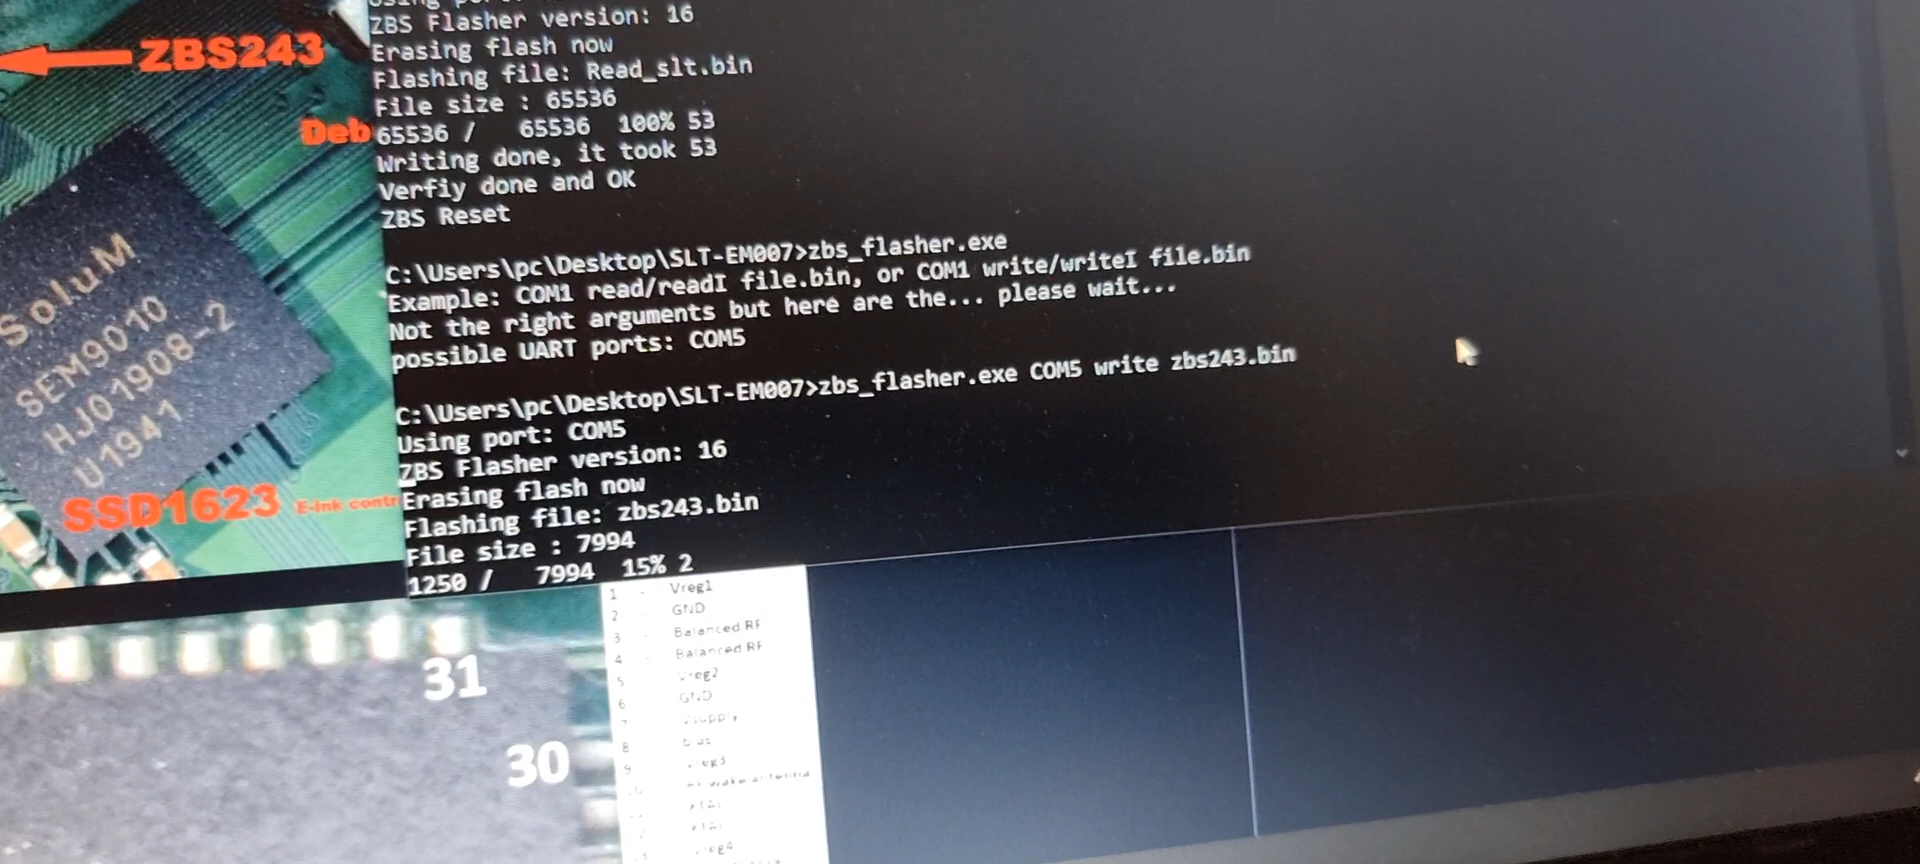 ZBS Flasher version: 16
Erasing flash now
Flashing file: Read_slt.bin
File size : 65536
65536 / 65536 100% 53
Writing done, it took 53
Verfiy done and OK
ZBS Reset
C:\Users\pc\Desktop\SLT-EM007>zbs_flasher.exe
Example: COM1 read/readI file.bin, or COM1 write/writeI file.bin
Not the right arguments but here are the... please wait...
possible UART ports: COM5
C:\Users\pc\Desktop\SLT-EM007>zbs_flasher.exe COM5 write zbs243.bin
Using port: COM5
ZBS Flasher version: 16
Erasing flash now
Flashing file: zbs243.bin
File size : 7994
1250 / 7994 15% 2
ZBS243
Deb
SoluM
SEM9010
HJ01908-2
U1941
SSD1623 E-Ink contr
31
30
1 - Vreg1
2 GND
3 - Balanced RF
4 - Balanced RF
5 Vreg2
6 GND
Vsupply
8
9 Vreg3